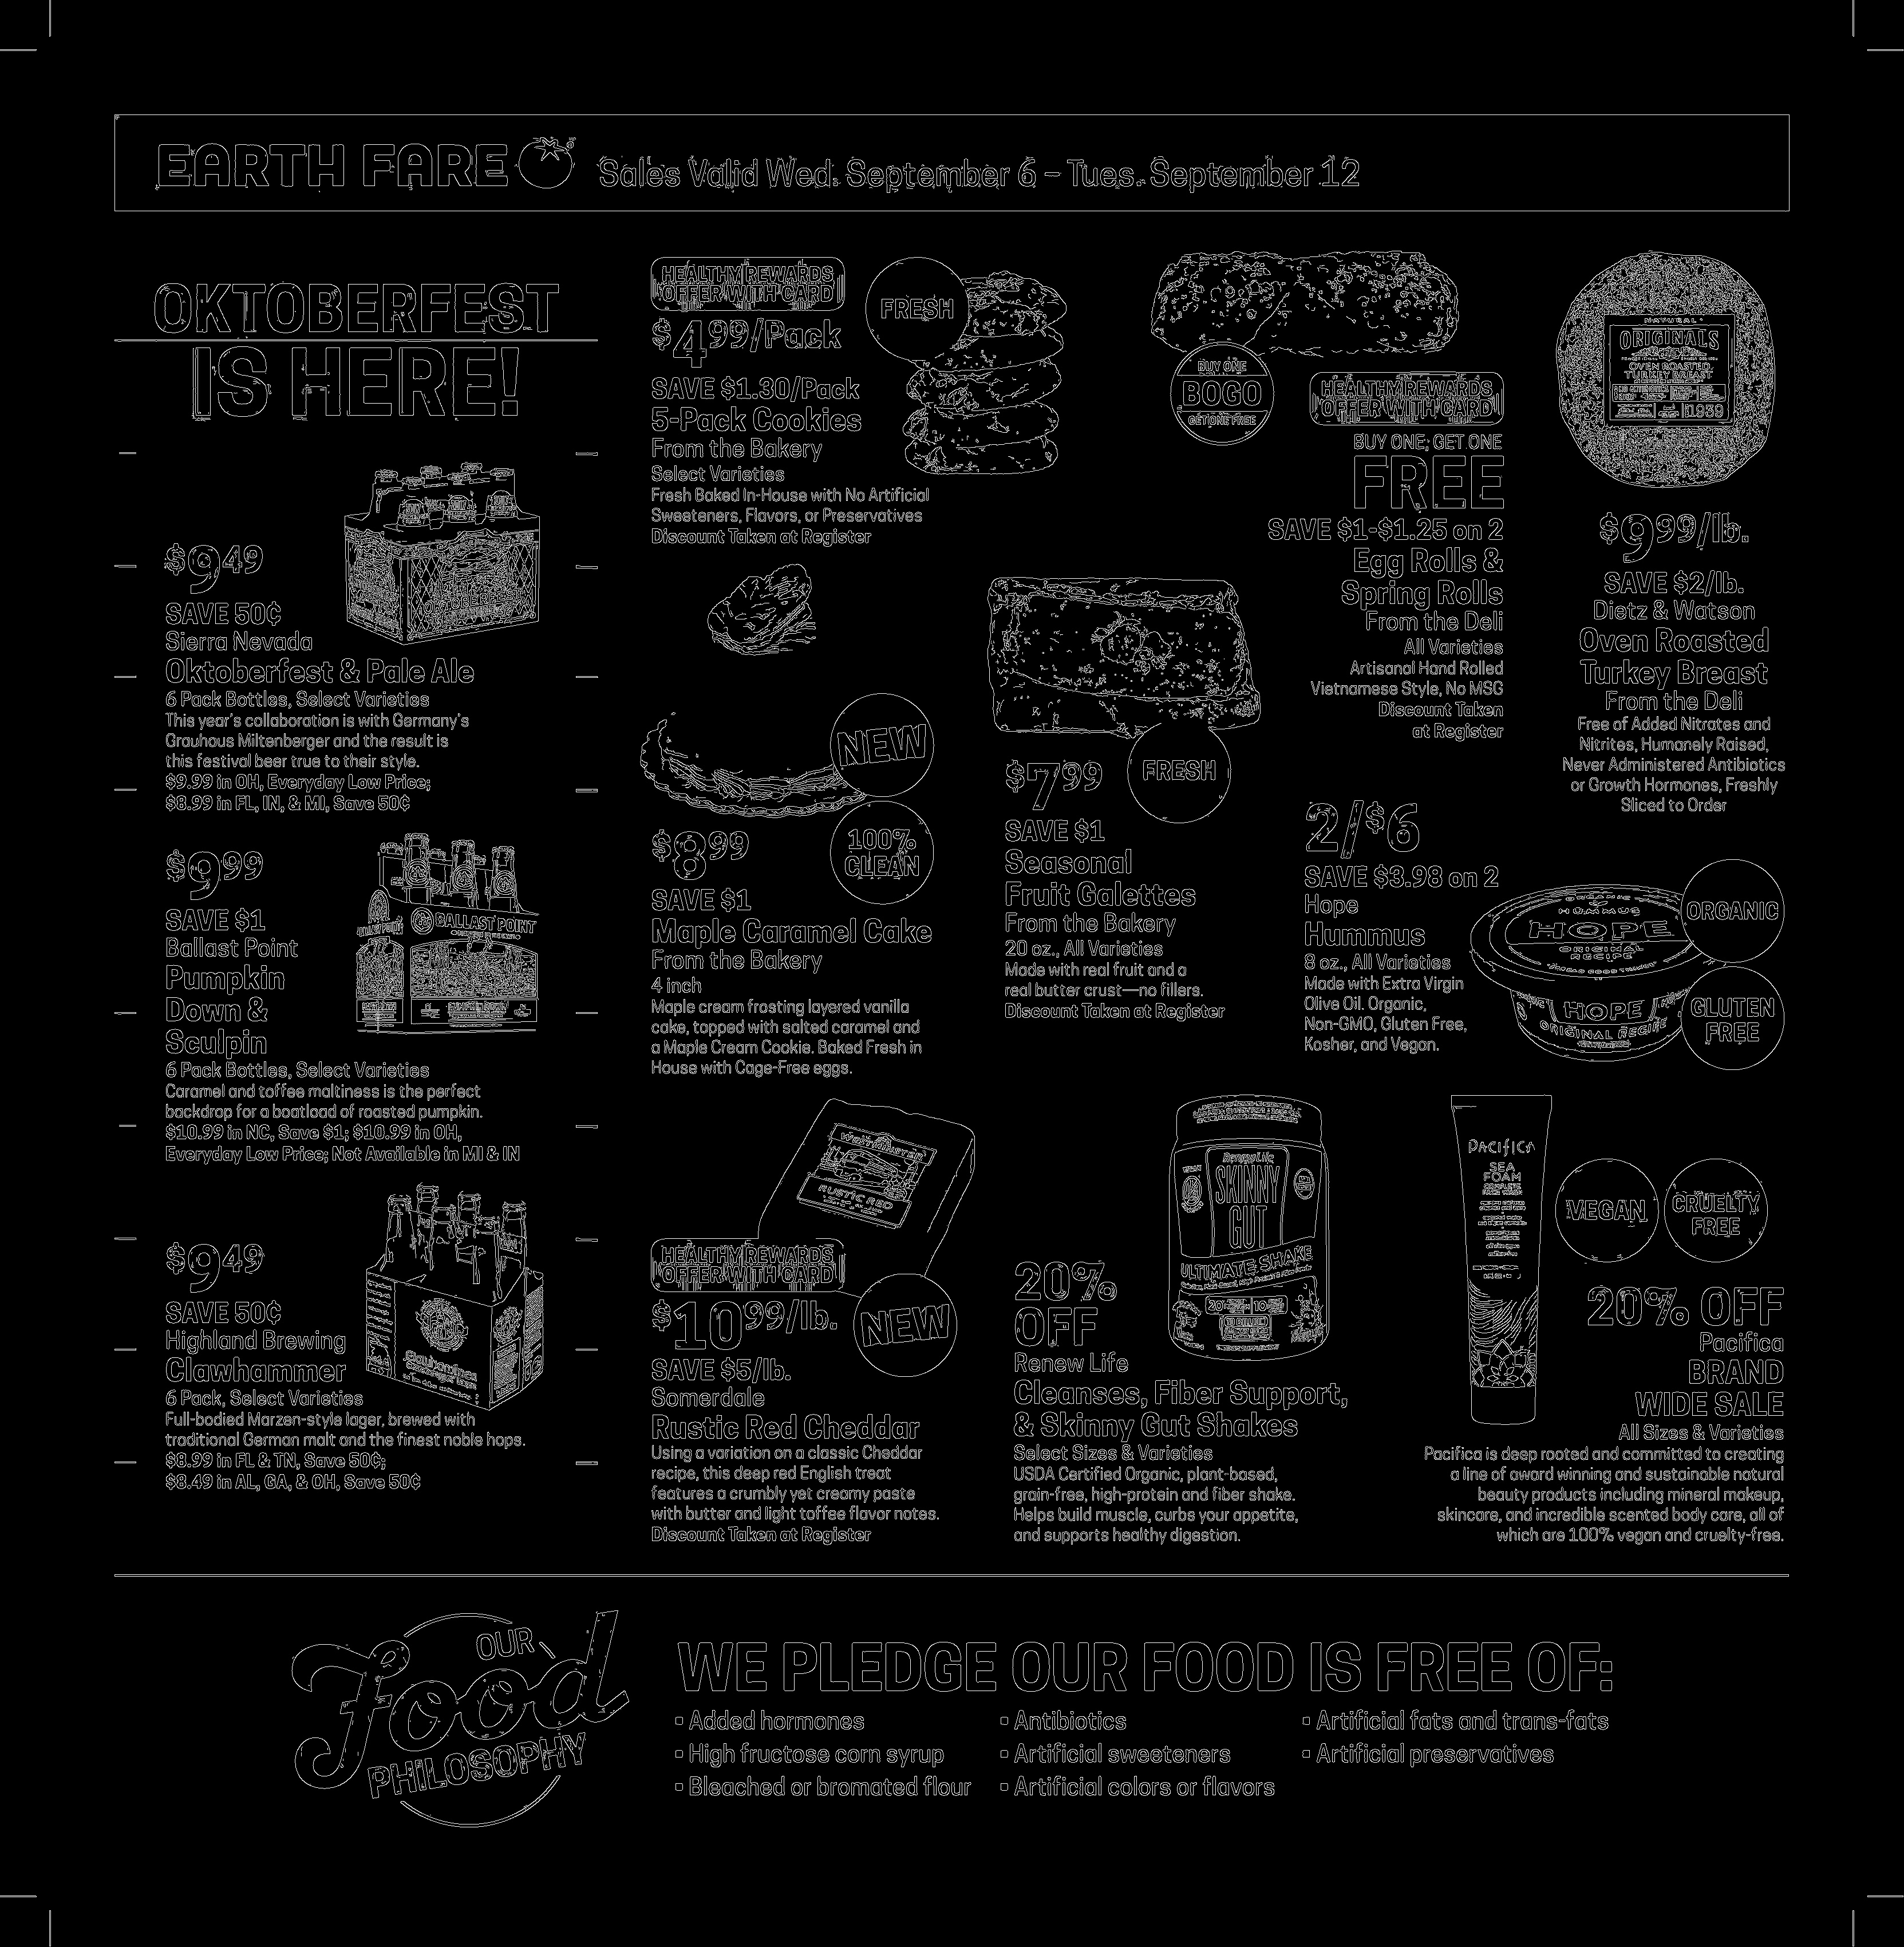 EARTH FARE Sales Valid Wed. September 6 – Tues. September 12
OKTOBERFEST
IS HERE!
$9.49
SAVE 50¢
Sierra Nevada
Oktoberfest & Pale Ale
6 Pack Bottles, Select Varieties
This year's collaboration is with Germany's
Grauhous Miltenberger and the result is
this festival beer true to their style.
$9.99 in OH, Everyday Low Price;
$8.99 in FL, IN, & MI, Save 50¢
$9.99
SAVE $1
Ballast Point
Pumpkin
Down &
Sculpin
6 Pack Bottles, Select Varieties
Caramel and toffee maltiness is the perfect
backdrop for a boatload of roasted pumpkin.
$10.99 in NC, Save $1; $10.99 in OH,
Everyday Low Price; Not Available in MI & IN
BALLAST POINT
$9.49
SAVE 50¢
Highland Brewing
Clawhammer
6 Pack, Select Varieties
Full-bodied Marzen-style lager, brewed with
traditional German malt and the finest noble hops.
$8.99 in FL & TN, Save 50¢;
$8.49 in AL, GA, & OH, Save 50¢
Clawhammer
HEALTHY REWARDS
OFFER WITH CARD
FRESH
$4.99/Pack
SAVE $1.30/Pack
5-Pack Cookies
From the Bakery
Select Varieties
Fresh Baked In-House with No Artificial
Sweeteners, Flavors, or Preservatives
Discount Taken at Register
NEW
100%
CLEAN
$8.99
SAVE $1
Maple Caramel Cake
From the Bakery
4 inch
Maple cream frosting layered vanilla
cake, topped with salted caramel and
a Maple Cream Cookie. Baked Fresh in
House with Cage-Free eggs.
FRESH
$7.99
SAVE $1
Seasonal
Fruit Galettes
From the Bakery
20 oz., All Varieties
Made with real fruit and a
real butter crust—no fillers.
Discount Taken at Register
BUY ONE
BOGO
GET ONE FREE
HEALTHY REWARDS
OFFER WITH CARD
BUY ONE, GET ONE
FREE
SAVE $1-$1.25 on 2
Egg Rolls &
Spring Rolls
From the Deli
All Varieties
Artisanal Hand Rolled
Vietnamese Style, No MSG
Discount Taken
at Register
NATURAL
ORIGINALS
OVEN ROASTED
TURKEY BREAST
1939
$9.99/lb.
SAVE $2/lb.
Dietz & Watson
Oven Roasted
Turkey Breast
From the Deli
Free of Added Nitrates and
Nitrites, Humanely Raised,
Never Administered Antibiotics
or Growth Hormones, Freshly
Sliced to Order
2/$6
SAVE $3.98 on 2
Hope
Hummus
8 oz., All Varieties
Made with Extra Virgin
Olive Oil. Organic,
Non-GMO, Gluten Free,
Kosher, and Vegan.
ORGANIC
HUMMUS
HOPE
ORIGINAL
RECIPE
HOPE
ORIGINAL RECIPE
ORGANIC
GLUTEN
FREE
WESTMINSTER
RUSTIC RED
HEALTHY REWARDS
OFFER WITH CARD
NEW
$10.99/lb.
SAVE $5/lb.
Somerdale
Rustic Red Cheddar
Using a variation on a classic Cheddar
recipe, this deep red English treat
features a crumbly yet creamy paste
with butter and light toffee flavor notes.
Discount Taken at Register
RenewLife
SKINNY
GUT
ULTIMATE SHAKE
20 10
20%
OFF
Renew Life
Cleanses, Fiber Support,
& Skinny Gut Shakes
Select Sizes & Varieties
USDA Certified Organic, plant-based,
grain-free, high-protein and fiber shake.
Helps build muscle, curbs your appetite,
and supports healthy digestion.
PACIFICA
SEA
FOAM
VEGAN
CRUELTY
FREE
20% OFF
Pacifica
BRAND
WIDE SALE
All Sizes & Varieties
Pacifica is deep rooted and committed to creating
a line of award winning and sustainable natural
beauty products including mineral makeup,
skincare, and incredible scented body care, all of
which are 100% vegan and cruelty-free.
OUR
Food
PHILOSOPHY
WE PLEDGE OUR FOOD IS FREE OF:
• Added hormones
• High fructose corn syrup
• Bleached or bromated flour
• Antibiotics
• Artificial sweeteners
• Artificial colors or flavors
• Artificial fats and trans-fats
• Artificial preservatives